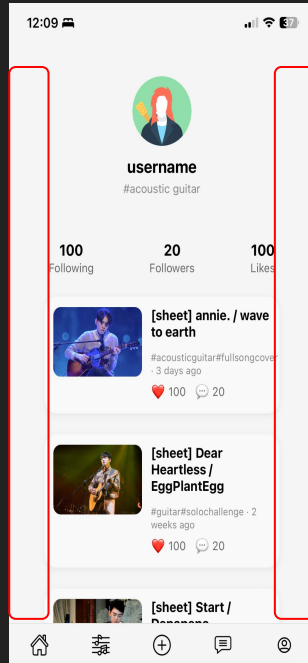 12:09
37
username
#acoustic guitar
100 20 100
Following Followers Likes
[sheet] annie. / wave
to earth
#acousticguitar#fullsongcover
· 3 days ago
100 20
[sheet] Dear
Heartless /
EggPlantEgg
#guitar#solochallenge · 2
weeks ago
100 20
[sheet] Start /